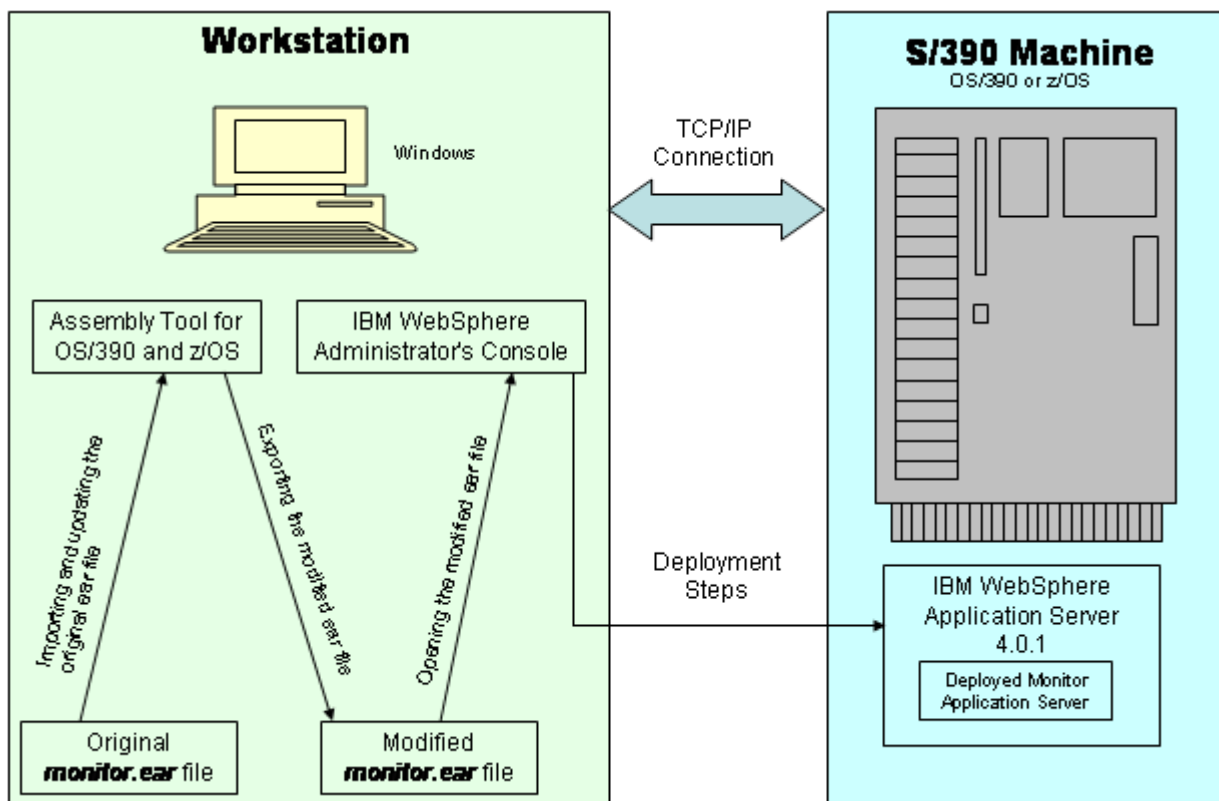 Workstation
Windows
Assembly Tool for
OS/390 and z/OS
IBM WebSphere
Administrator's Console
Importing and updating the
original ear file
Exporting the modified ear file
Opening the modified ear file
Original
monitor.ear file
Modified
monitor.ear file
TCP/IP
Connection
Deployment
Steps
S/390 Machine
OS/390 or z/OS
IBM WebSphere
Application Server
4.0.1
Deployed Monitor
Application Server